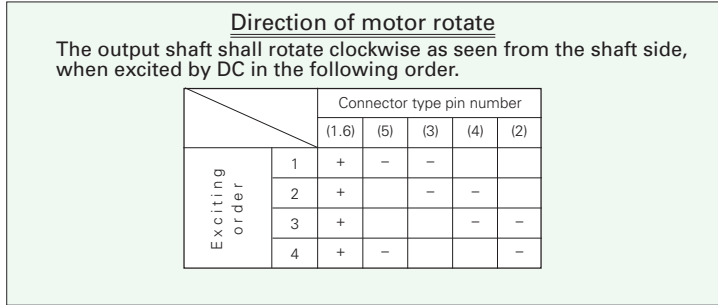 Direction of motor rotate
The output shaft shall rotate clockwise as seen from the shaft side,
when excited by DC in the following order.
Connector type pin number
(1.6) (5) (3) (4) (2)
Exciting order
1 + − −
2 + − −
3 + − −
4 + − −